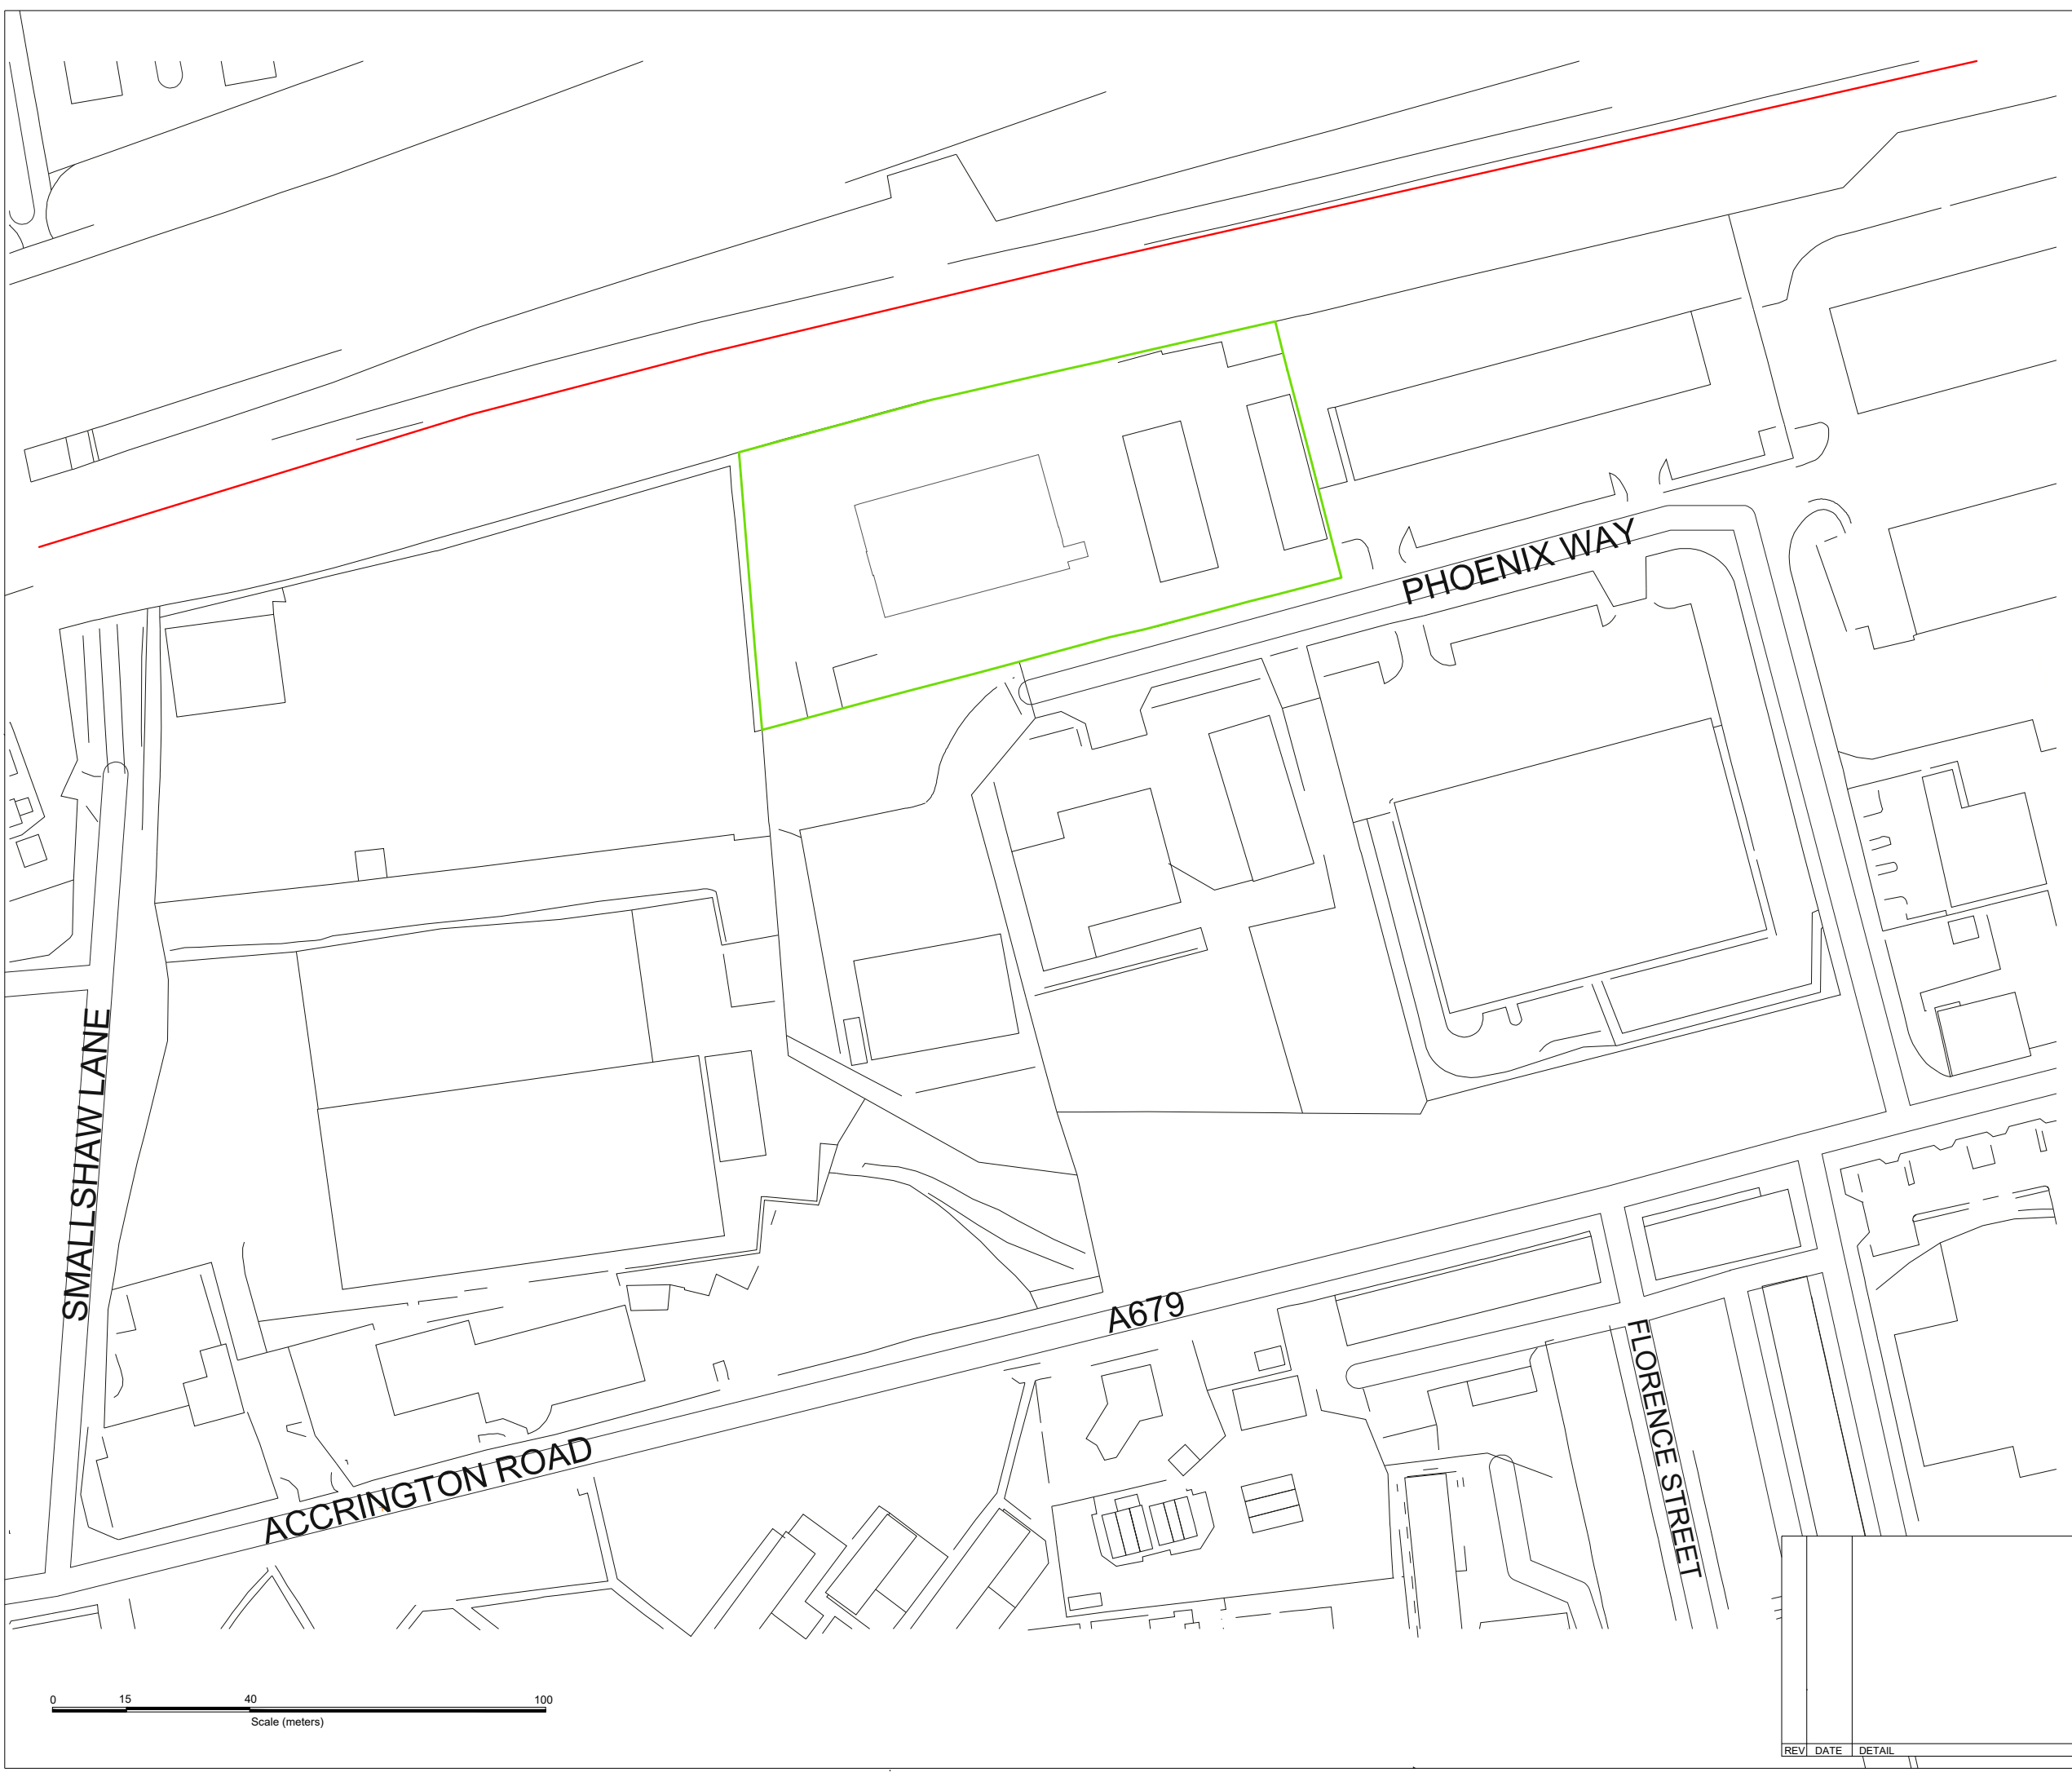 PHOENIX WAY
SMALLSHAW LANE
A679
FLORENCE STREET
ACCRINGTON ROAD
0 15 40 100
Scale (meters)
REV DATE DETAIL